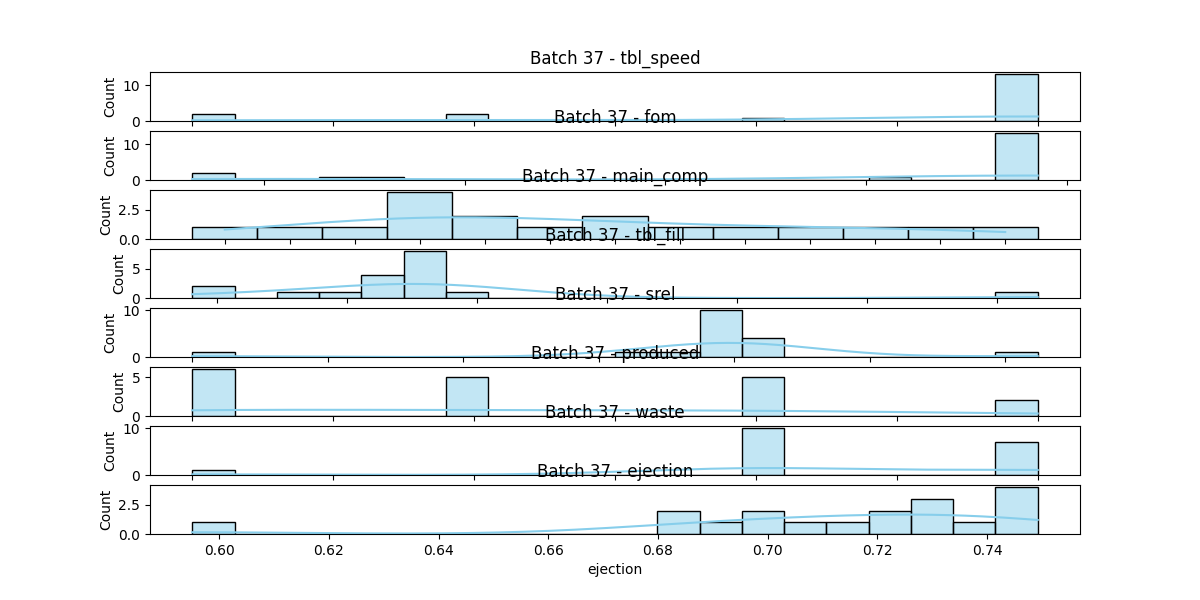 Batch 37 - tbl_speed
Count
10
0
Batch 37 - fom
Count
10
0
Batch 37 - main_comp
Count
2.5
0.0
Batch 37 - tbl_fill
Count
5
0
Batch 37 - srel
Count
10
0
Batch 37 - produced
Count
5
0
Batch 37 - waste
Count
10
0
Batch 37 - ejection
Count
2.5
0.0
0.60 0.62 0.64 0.66 0.68 0.70 0.72 0.74
ejection